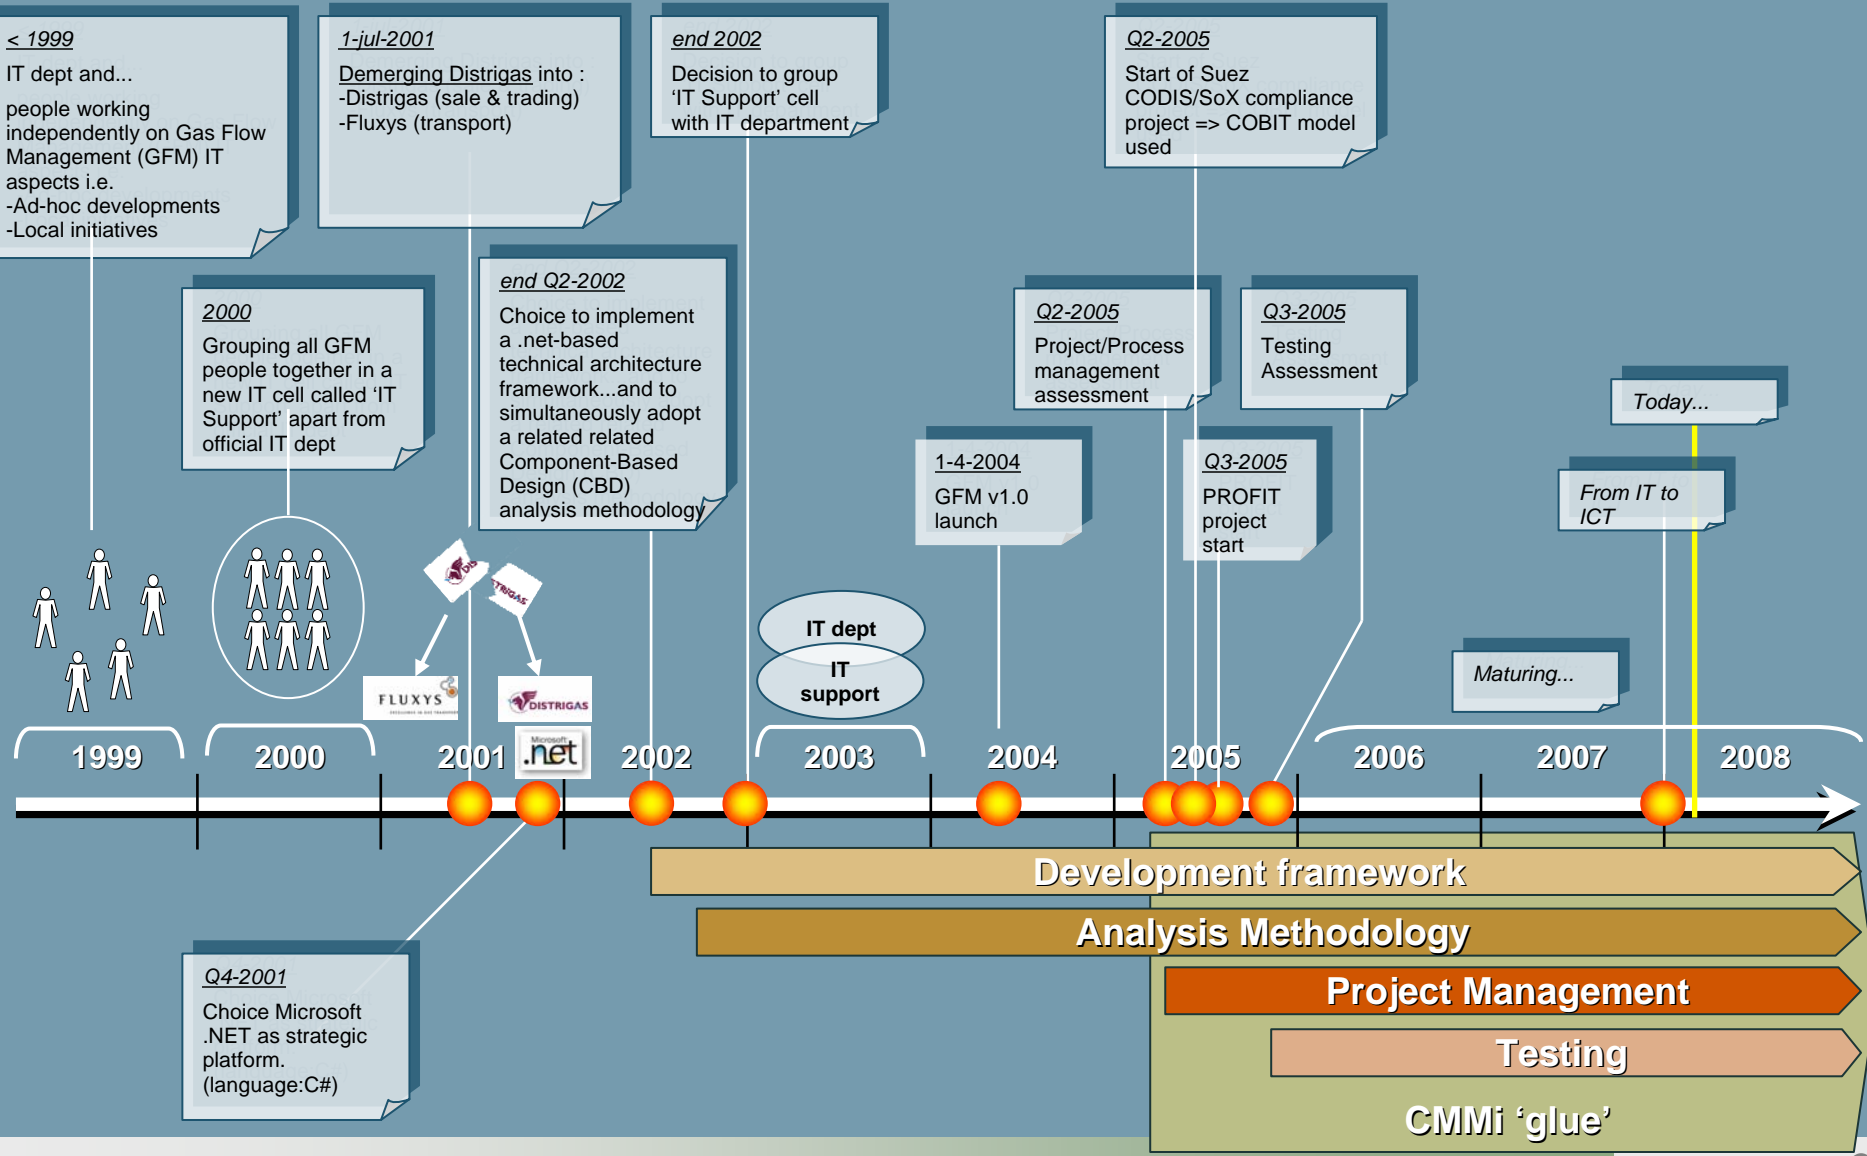 < 1999
IT dept and...
people working
independently on Gas Flow
Management (GFM) IT
aspects i.e.
-Ad-hoc developments
-Local initiatives
1-jul-2001
Demerging Distrigas into :
-Distrigas (sale & trading)
-Fluxys (transport)
end 2002
Decision to group
‘IT Support’ cell
with IT department
Q2-2005
Start of Suez
CODIS/SoX compliance
project => COBIT model
used
2000
Grouping all GFM
people together in a
new IT cell called ‘IT
Support’ apart from
official IT dept
end Q2-2002
Choice to implement
a .net-based
technical architecture
framework...and to
simultaneously adopt
a related related
Component-Based
Design (CBD)
analysis methodology
Q2-2005
Project/Process
management
assessment
Q3-2005
Testing
Assessment
Today...
1-4-2004
GFM v1.0
launch
Q3-2005
PROFIT
project
start
From IT to
ICT
IT dept
IT
support
Maturing...
FLUXYS
DISTRIGAS
Microsoft
.net
1999
2000
2001
2002
2003
2004
2005
2006
2007
2008
Development framework
Analysis Methodology
Project Management
Testing
CMMi ‘glue’
Q4-2001
Choice Microsoft
.NET as strategic
platform.
(language:C#)